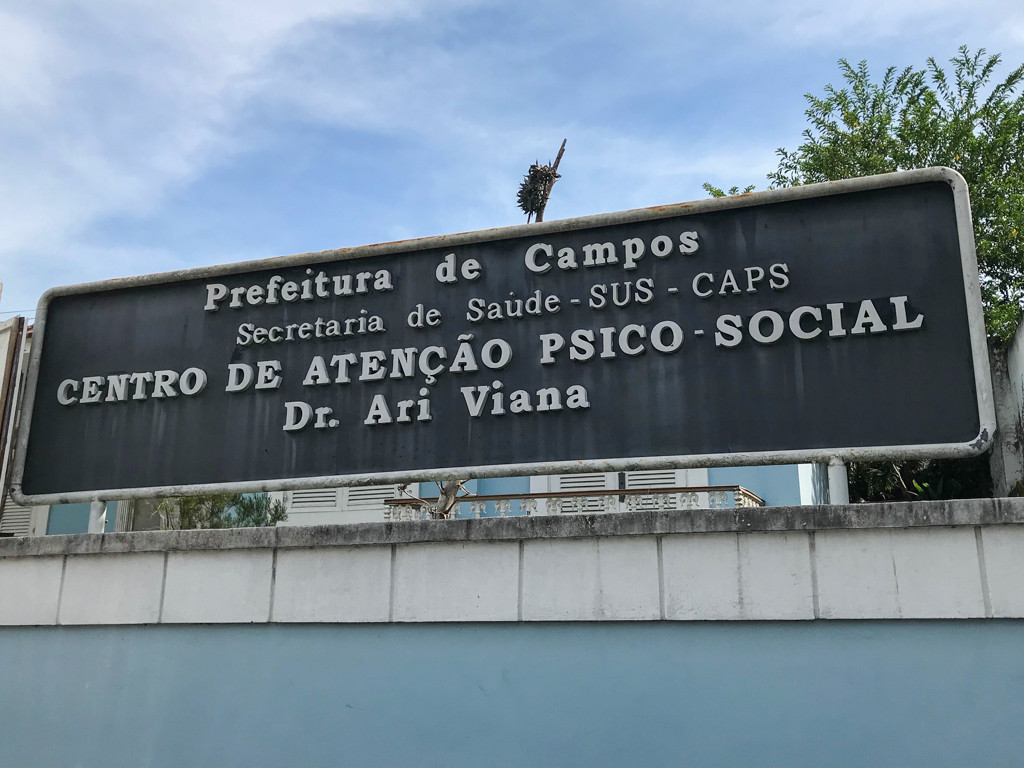 Prefeitura de Campos
Secretaria de Saúde - SUS - CAPS
CENTRO DE ATENÇÃO PSICO - SOCIAL
Dr. Ari Viana